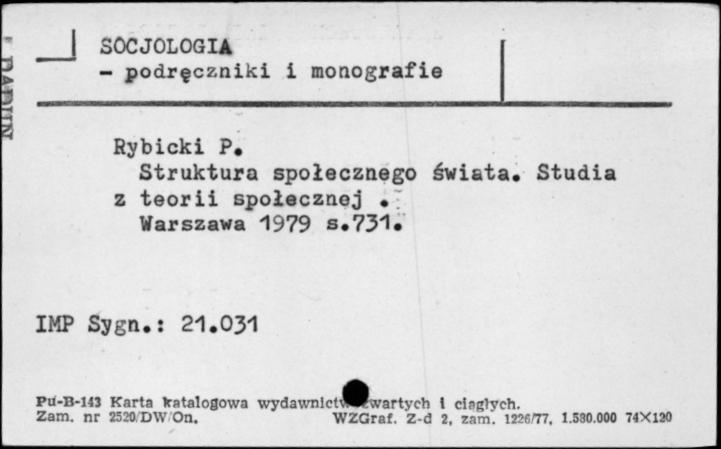 SOCJOLOGIA
- podręczniki i monografie
Rybicki P.
Struktura społecznego świata. Studia
z teorii społecznej .
Warszawa 1979 s.731.
IMP Sygn.: 21.031
Pu-B-143 Karta katalogowa wydawnictw zwartych i ciągłych.
Zam. nr 2520/DW/On. WZGraf. Z-d 2, zam. 1226/77, 1.580.000 74X120